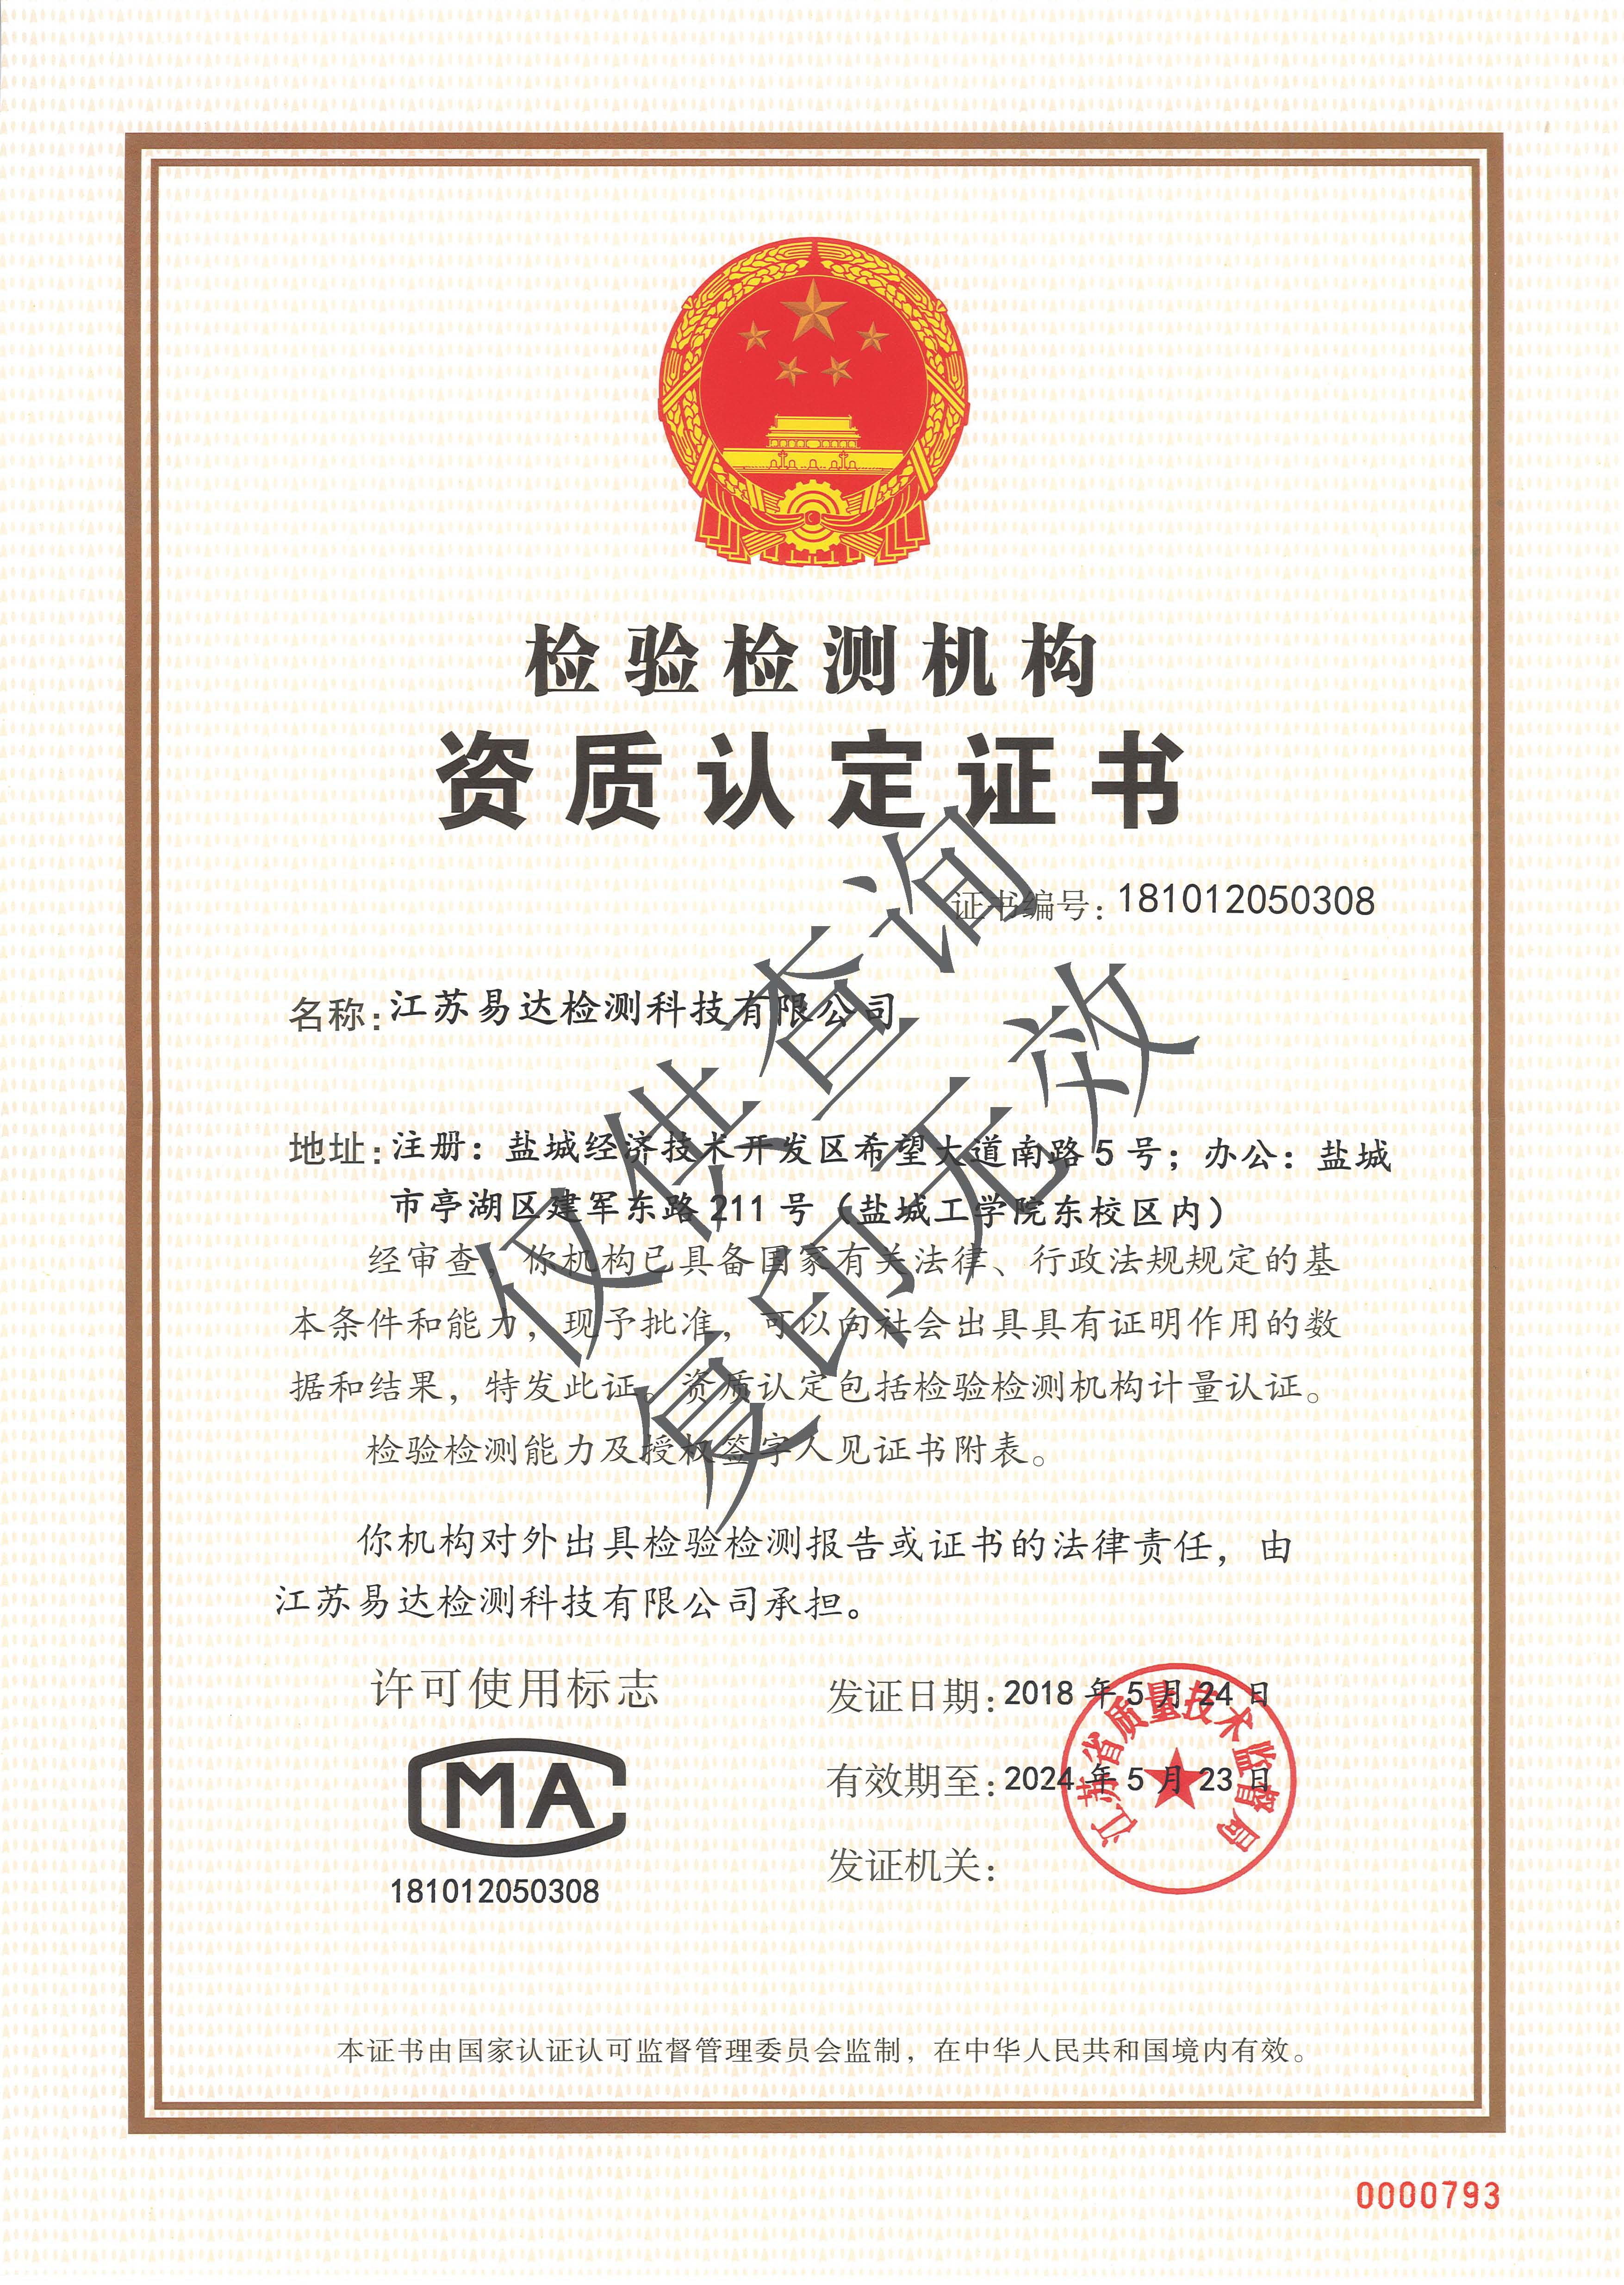 检验检测机构
资质认定证书
证书编号：181012050308
名称：江苏易达检测科技有限公司
地址：注册：盐城经济技术开发区希望大道南路5号；办公：盐城
市亭湖区建军东路211号（盐城工学院东校区内）
经审查，你机构已具备国家有关法律、行政法规规定的基
本条件和能力，现予批准，可以向社会出具具有证明作用的数
据和结果，特发此证。资质认定包括检验检测机构计量认证。
检验检测能力及授权签字人见证书附表。
你机构对外出具检验检测报告或证书的法律责任，由
江苏易达检测科技有限公司承担。
许可使用标志
MA
181012050308
发证日期：2018年5月24日
有效期至：2024年5月23日
发证机关：
江苏省质量技术监督局
本证书由国家认证认可监督管理委员会监制，在中华人民共和国境内有效。
0000793
仅供查询
复印无效